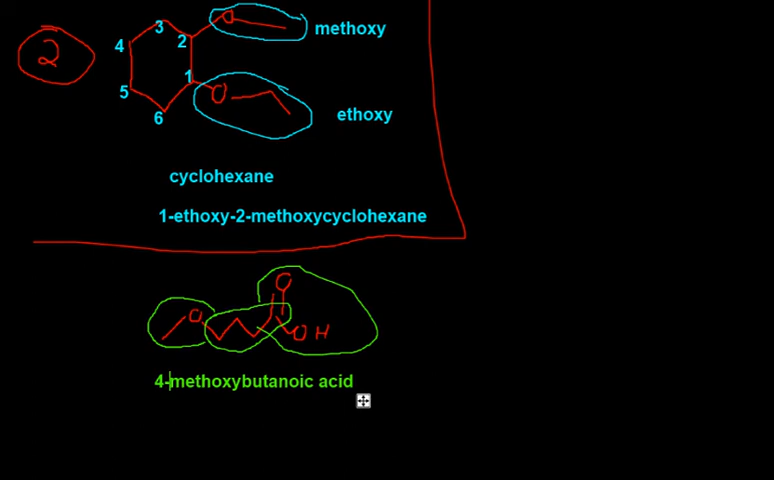 3
O
methoxy
2
4
2
1
5
O
6
ethoxy
cyclohexane
1-ethoxy-2-methoxycyclohexane
O
O
OH
4-methoxybutanoic acid